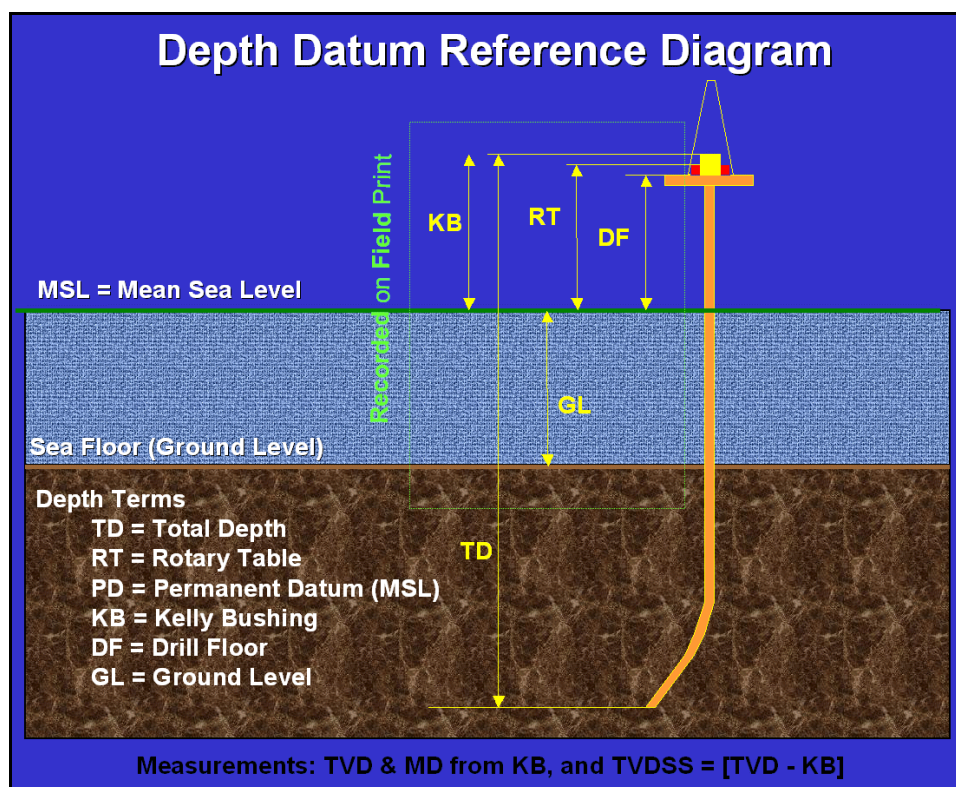 Depth Datum Reference Diagram
Recorded on Field Print
KB
RT
DF
MSL = Mean Sea Level
GL
Sea Floor (Ground Level)
Depth Terms
TD = Total Depth
RT = Rotary Table
PD = Permanent Datum (MSL)
KB = Kelly Bushing
DF = Drill Floor
GL = Ground Level
TD
Measurements: TVD & MD from KB, and TVDSS = [TVD - KB]